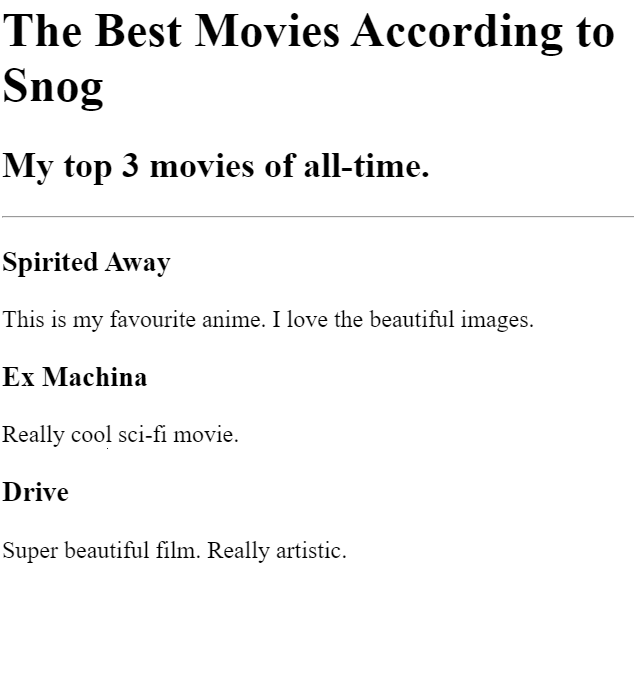 The Best Movies According to
Snog
My top 3 movies of all-time.
Spirited Away
This is my favourite anime. I love the beautiful images.
Ex Machina
Really cool sci-fi movie.
Drive
Super beautiful film. Really artistic.